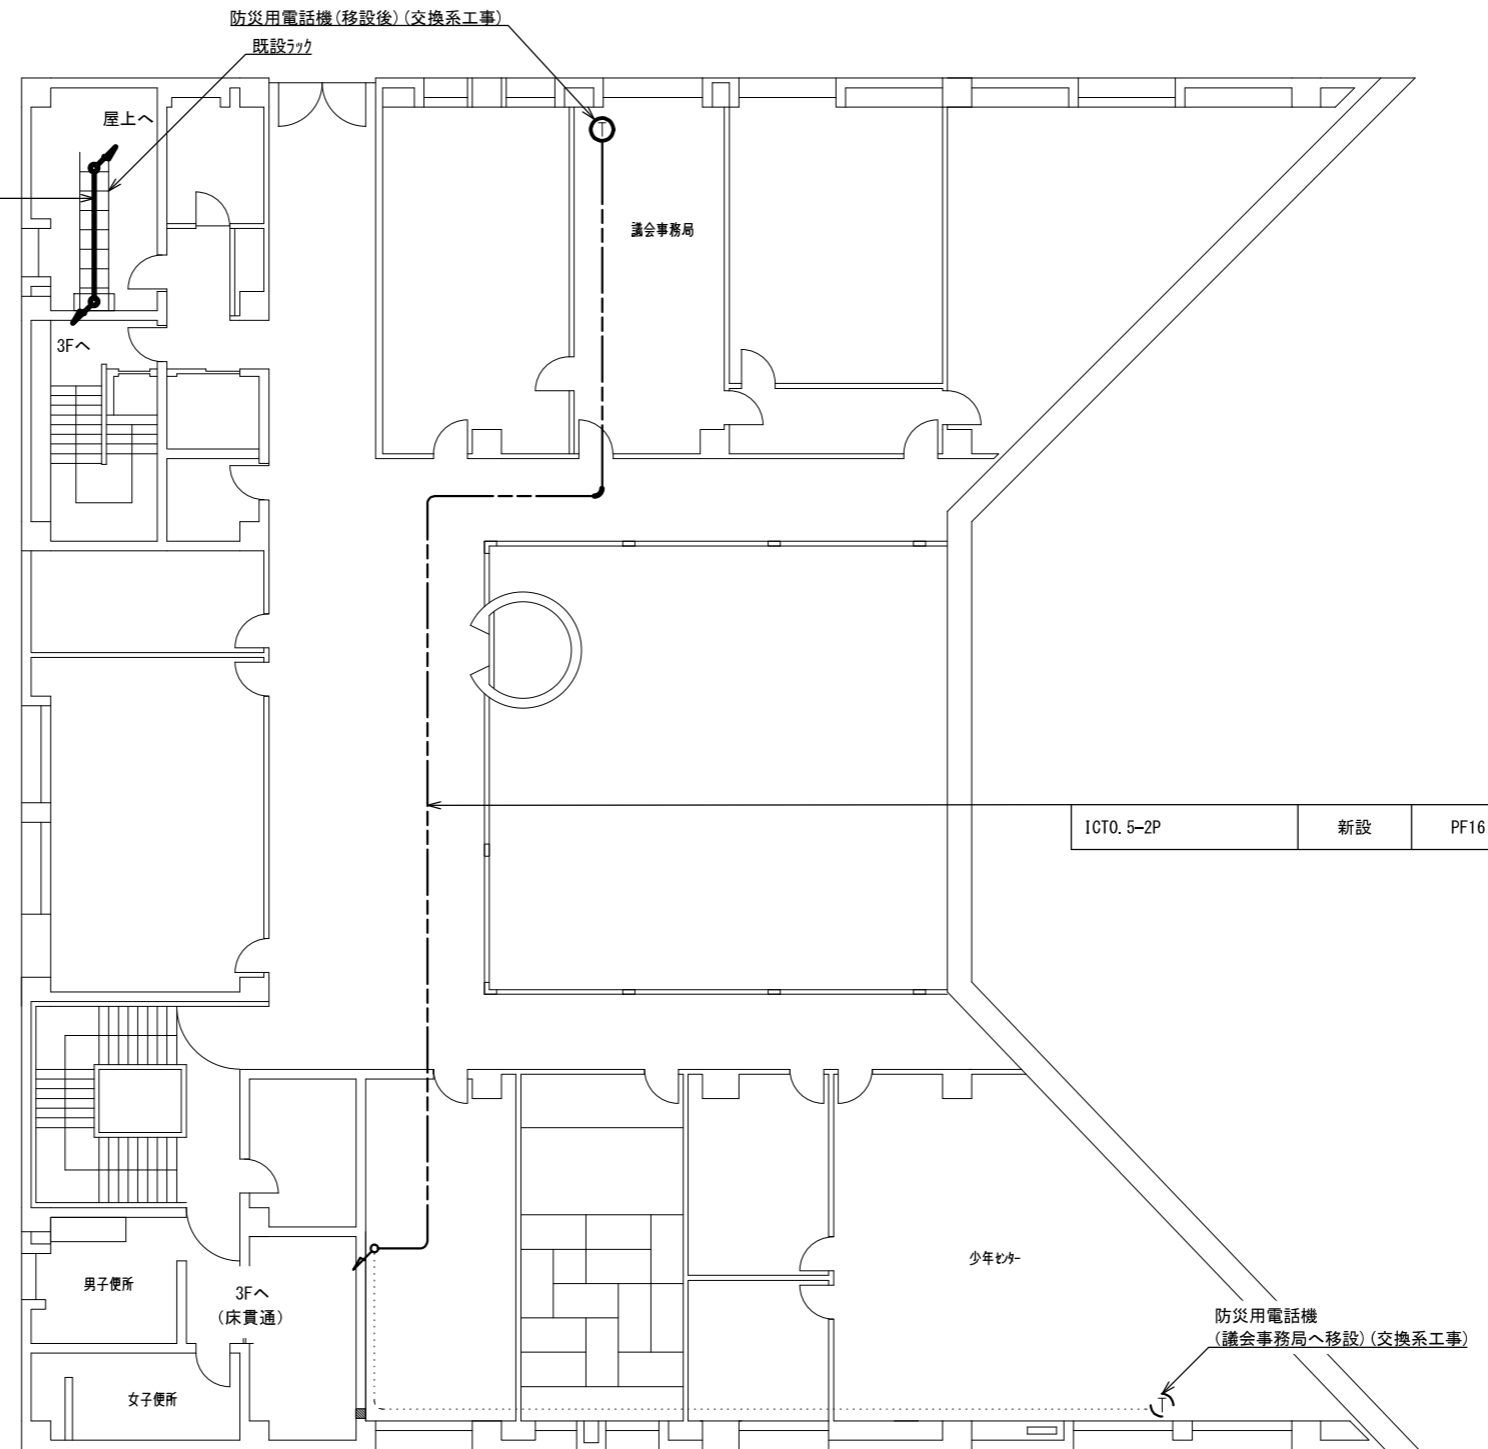 防災用電話機(移設後)(交換系工事)
既設ﾗｯｸ
屋上へ
T
議会事務局
3Fへ
ICT0.5-2P 新設 PF16
少年ｾﾝﾀｰ
男子便所
3Fへ
(床貫通)
防災用電話機
(議会事務局へ移設)(交換系工事)
女子便所
T